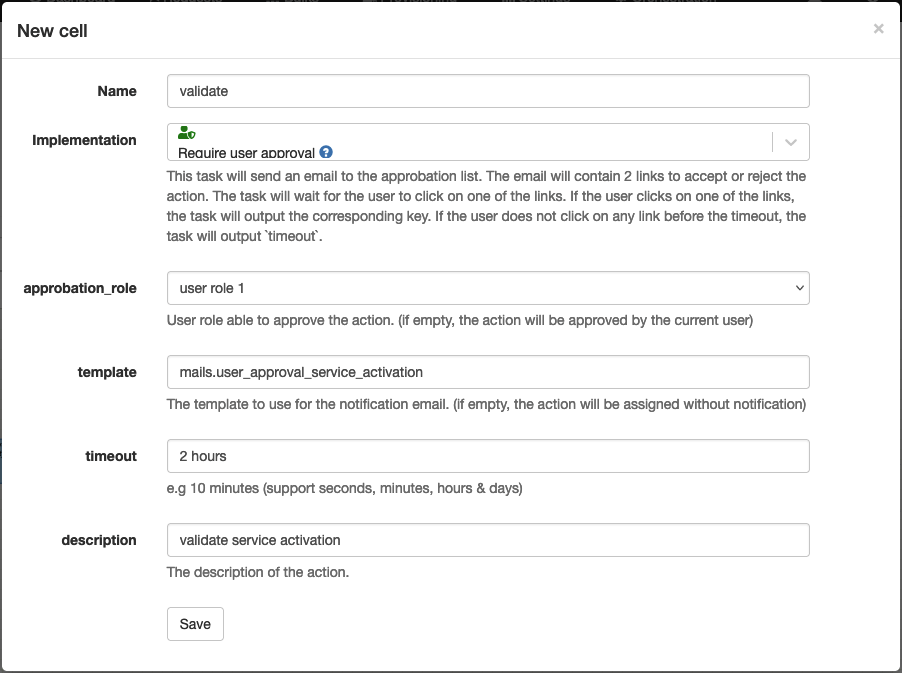 New cell
×
Name
validate
Implementation
Require user approval ?
This task will send an email to the approbation list. The email will contain 2 links to accept or reject the
action. The task will wait for the user to click on one of the links. If the user clicks on one of the links,
the task will output the corresponding key. If the user does not click on any link before the timeout, the
task will output `timeout`.
approbation_role
user role 1
User role able to approve the action. (if empty, the action will be approved by the current user)
template
mails.user_approval_service_activation
The template to use for the notification email. (if empty, the action will be assigned without notification)
timeout
2 hours
e.g 10 minutes (support seconds, minutes, hours & days)
description
validate service activation
The description of the action.
Save